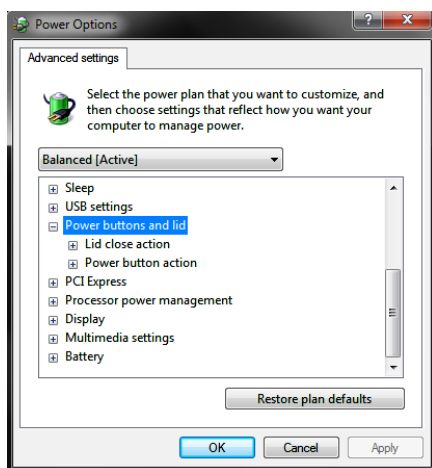 Power Options
Advanced settings
Select the power plan that you want to customize, and
then choose settings that reflect how you want your
computer to manage power.
Balanced [Active]
Sleep
USB settings
Power buttons and lid
Lid close action
Power button action
PCI Express
Processor power management
Display
Multimedia settings
Battery
Restore plan defaults
OK Cancel Apply